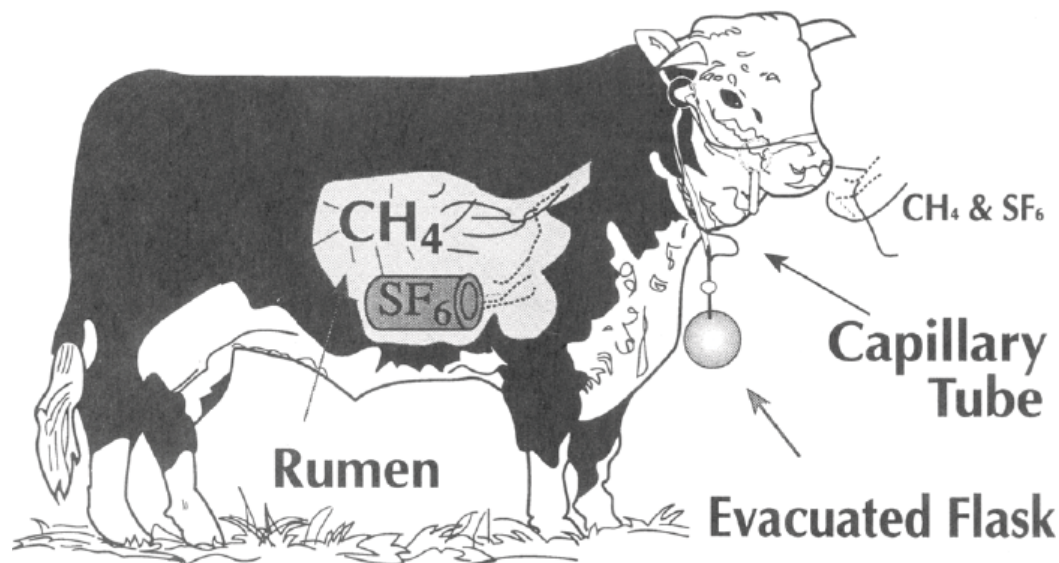 CH₄
SF₆
CH₄ & SF₆
Capillary
Tube
Rumen
Evacuated Flask